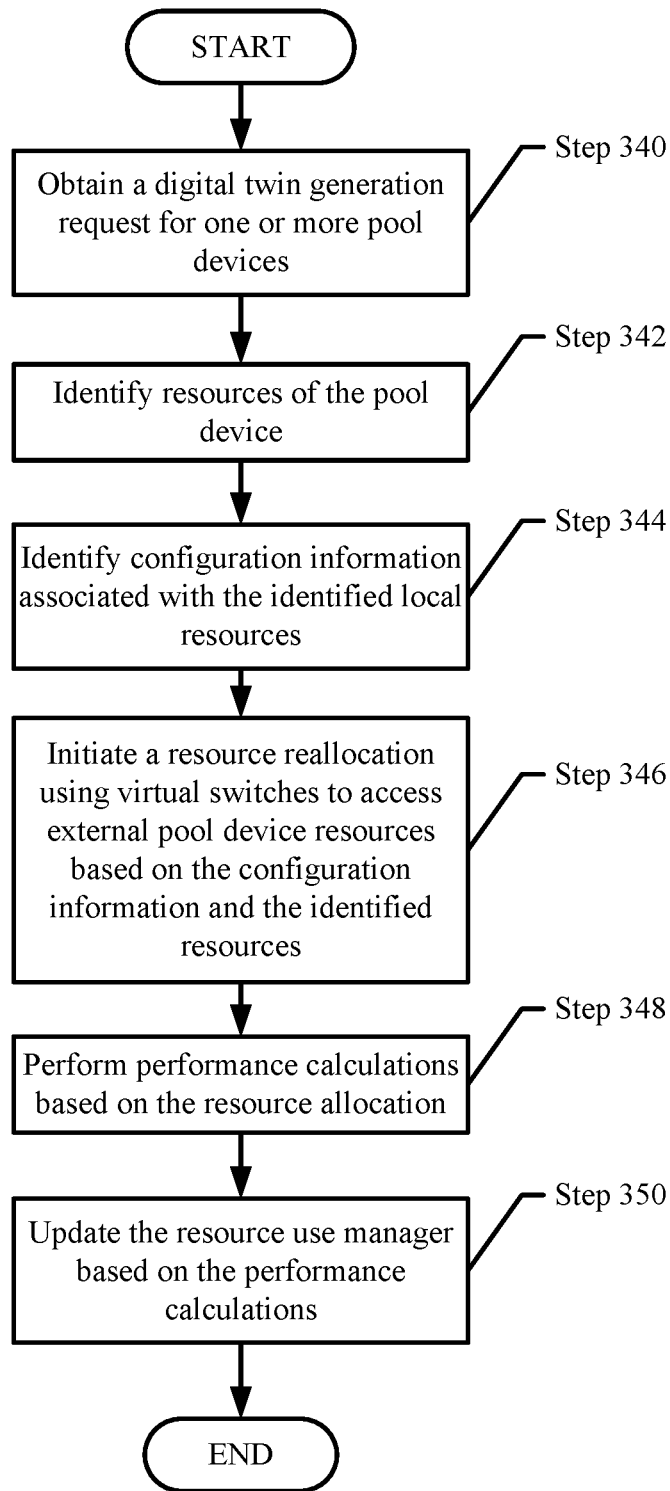 START
Step 340
Obtain a digital twin generation
request for one or more pool
devices
Step 342
Identify resources of the pool
device
Step 344
Identify configuration information
associated with the identified local
resources
Initiate a resource reallocation
using virtual switches to access
external pool device resources
based on the configuration
information and the identified
resources
Step 346
Step 348
Perform performance calculations
based on the resource allocation
Step 350
Update the resource use manager
based on the performance
calculations
END